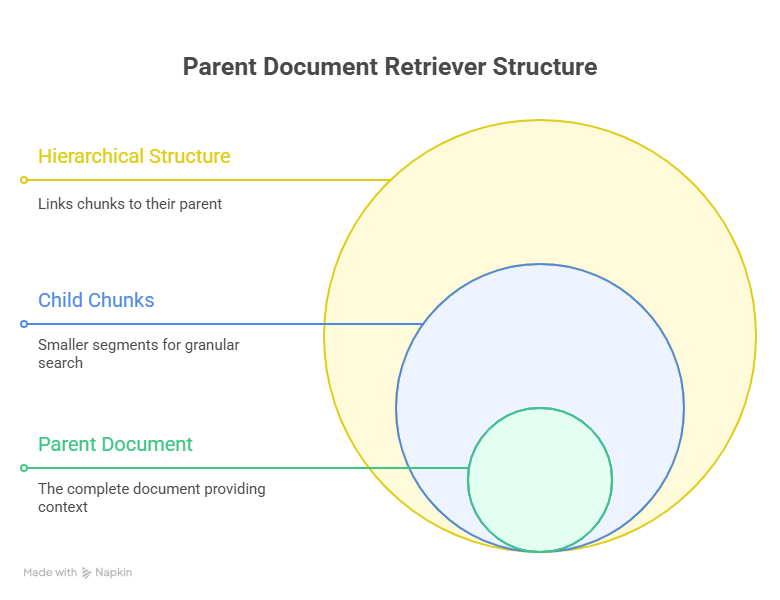 Parent Document Retriever Structure
Hierarchical Structure
Links chunks to their parent
Child Chunks
Smaller segments for granular
search
Parent Document
The complete document providing
context
Made with Napkin